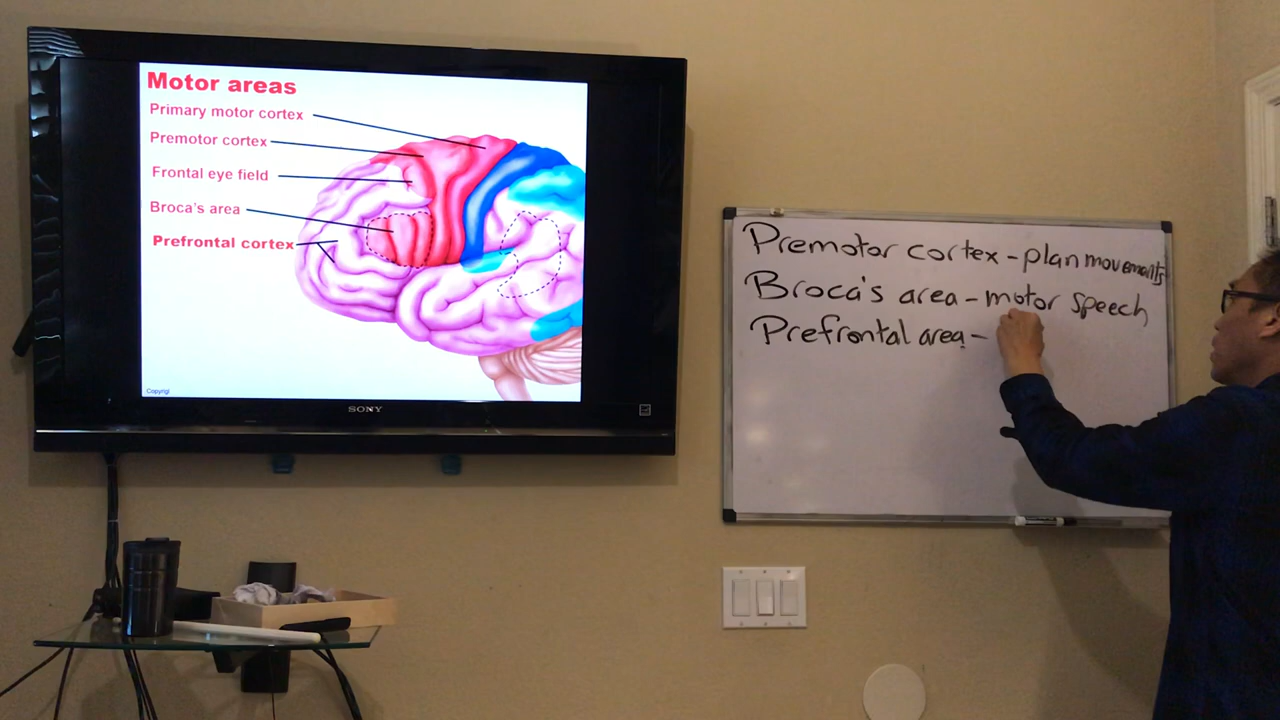 Motor areas
Primary motor cortex
Premotor cortex
Frontal eye field
Broca's area
Prefrontal cortex
Copyrigl
SONY
Premotor cortex - plan movements
Broca's area - motor speech
Prefrontal area -